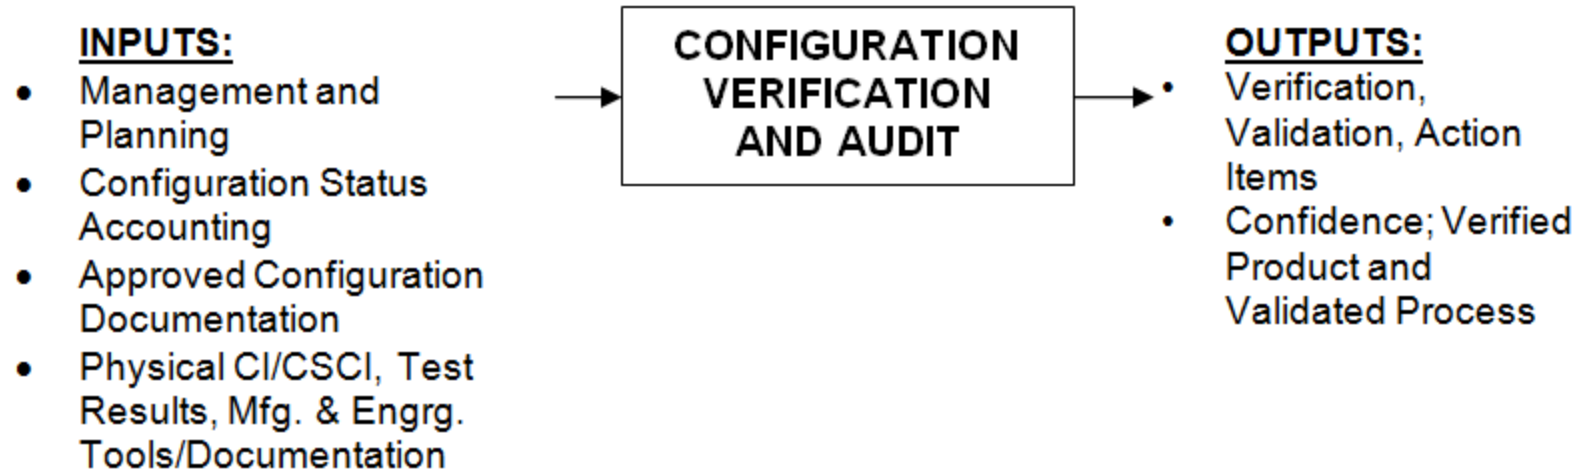 INPUTS:
• Management and
Planning
• Configuration Status
Accounting
• Approved Configuration
Documentation
• Physical CI/CSCI, Test
Results, Mfg. & Engrg.
Tools/Documentation
CONFIGURATION
VERIFICATION
AND AUDIT
OUTPUTS:
• Verification,
Validation, Action
Items
• Confidence; Verified
Product and
Validated Process